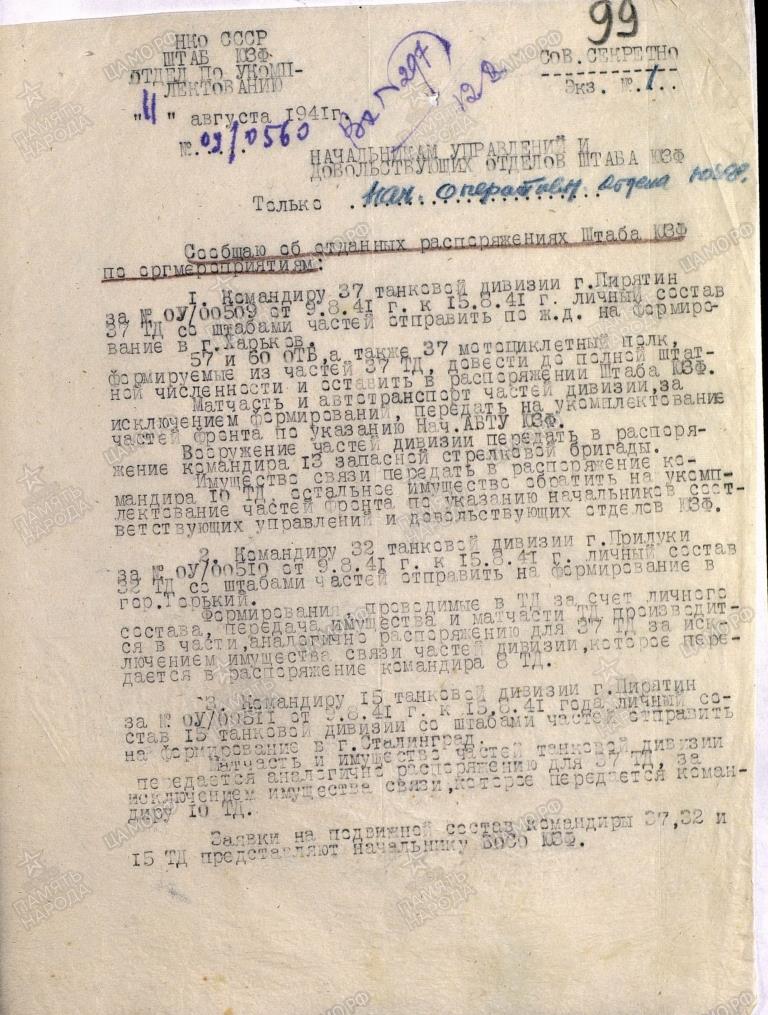 99
НКО СССР
ШТАБ ЮЗФ
ОТДЕЛ ПО УКОМП-
ЛЕКТОВАНИЮ
"11" августа 1941г.
№ 09/0560
Вх 297
12 8
СОВ.СЕКРЕТНО
Экз. №.1..
НАЧАЛЬНИКАМ УПРАВЛЕНИЙ И
ДОВОЛЬСТВУЮЩИХ ОТДЕЛОВ ШТАБА ЮЗФ
Только Нач. оперативн. отдела ЮЗФ.
Сообщаю об отданных распоряжениях Штаба ЮЗФ
по оргмероприятиям:
1. Командиру 37 танковой дивизии г.Пирятин
за № ОУ/00509 от 9.8.41 г. к 15.8.41 г. личный состав
37 ТД со штабами частей отправить по ж.д. на формиро-
вание в г.Харьков.
57 и 60 ОТБ,а также 37 мотоциклетный полк,
формируемые из частей 37 ТД, довести до полной штат-
ной численности и оставить в распоряжении Штаба ЮЗФ.
Матчасть и автотранспорт частей дивизии,за
исключением формирований, передать на укомплектование
частей фронта по указанию Нач.АБТУ ЮЗФ.
Вооружение частей дивизии передать в распоря-
жение командира 13 запасной стрелковой бригады.
Имущество связи передать в распоряжение ко-
мандира 10 ТД, остальное имущество обратить на укомп-
лектование частей фронта по указанию начальников соот-
ветствующих управлений и довольствующих отделов ЮЗФ.
2. Командиру 32 танковой дивизии г.Прилуки
за № ОУ/00510 от 9.8.41 г. к 15.8.41 г. личный состав
32 ТД со штабами частей отправить на формирование в
гор.Горький.
Формирования, проводимые в ТД за счет личного
состава, передача имущества и матчасти ТД производит-
ся в части,аналогично распоряжению для 37 ТД за иск-
лючением имущества связи частей дивизии,которое пере-
дается в распоряжение командира 8 ТД.
3. Командиру 15 танковой дивизии г.Пирятин
за № ОУ/00511 от 9.8.41 г. к 15.8.41 года личный со-
став 15 танковой дивизии со штабами частей отправить
на формирование в г.Сталинград.
Матчасть и имущество частей танковой дивизии
передается аналогично распоряжению для 37 ТД, за
исключением имущества связи,которое передается коман-
диру 10 ТД.
Заявки на подвижной состав командиры 37,32 и
15 ТД представляют начальнику ВОСО ЮЗФ.